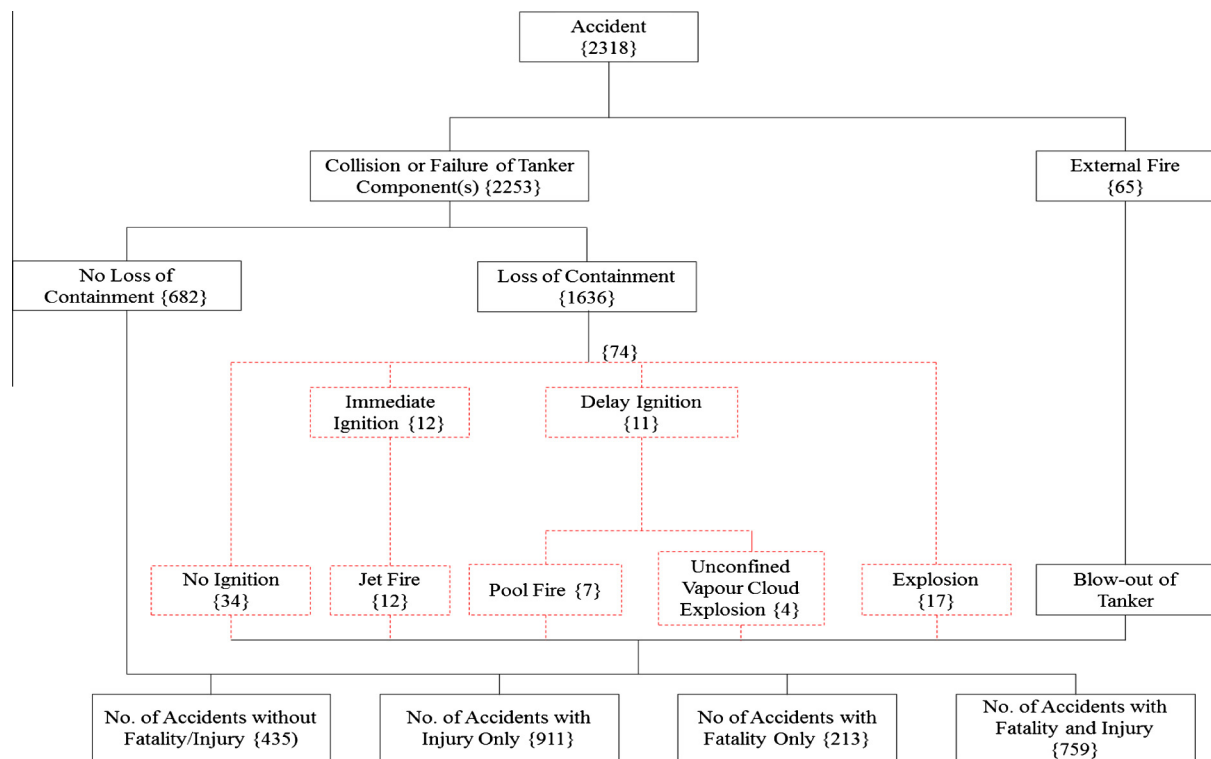 Accident
{2318}
Collision or Failure of Tanker
Component(s) {2253}
External Fire
{65}
No Loss of
Containment {682}
Loss of Containment
{1636}
{74}
Immediate
Ignition {12}
Delay Ignition
{11}
No Ignition
{34}
Jet Fire
{12}
Pool Fire {7}
Unconfined
Vapour Cloud
Explosion {4}
Explosion
{17}
Blow-out of
Tanker
No. of Accidents without
Fatality/Injury {435)
No. of Accidents with
Injury Only {911}
No of Accidents with
Fatality Only {213}
No. of Accidents with
Fatality and Injury
{759}